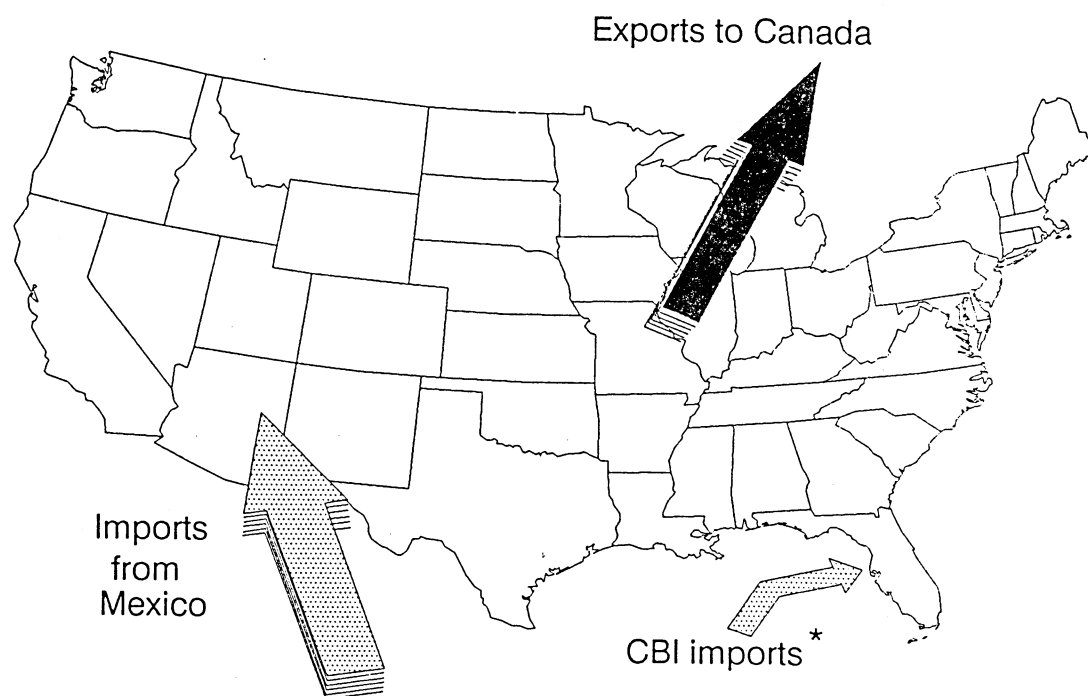 Exports to Canada
Imports
from
Mexico
CBI imports *